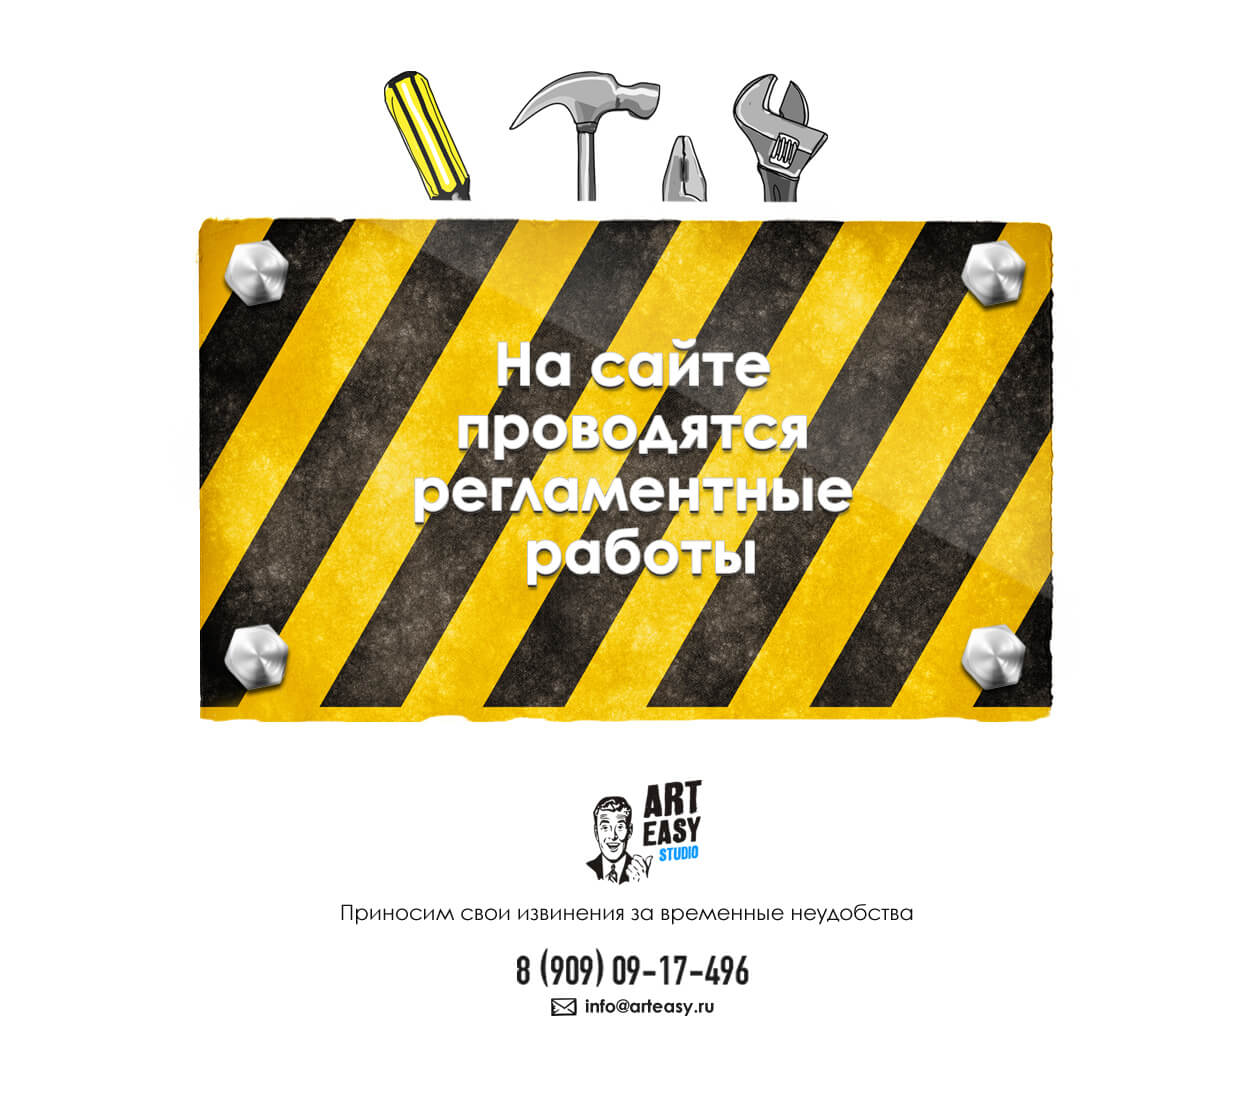 На сайте
проводятся
регламентные
работы
ART
EASY
STUDIO
Приносим свои извинения за временные неудобства
8 (909) 09-17-496
info@arteasy.ru